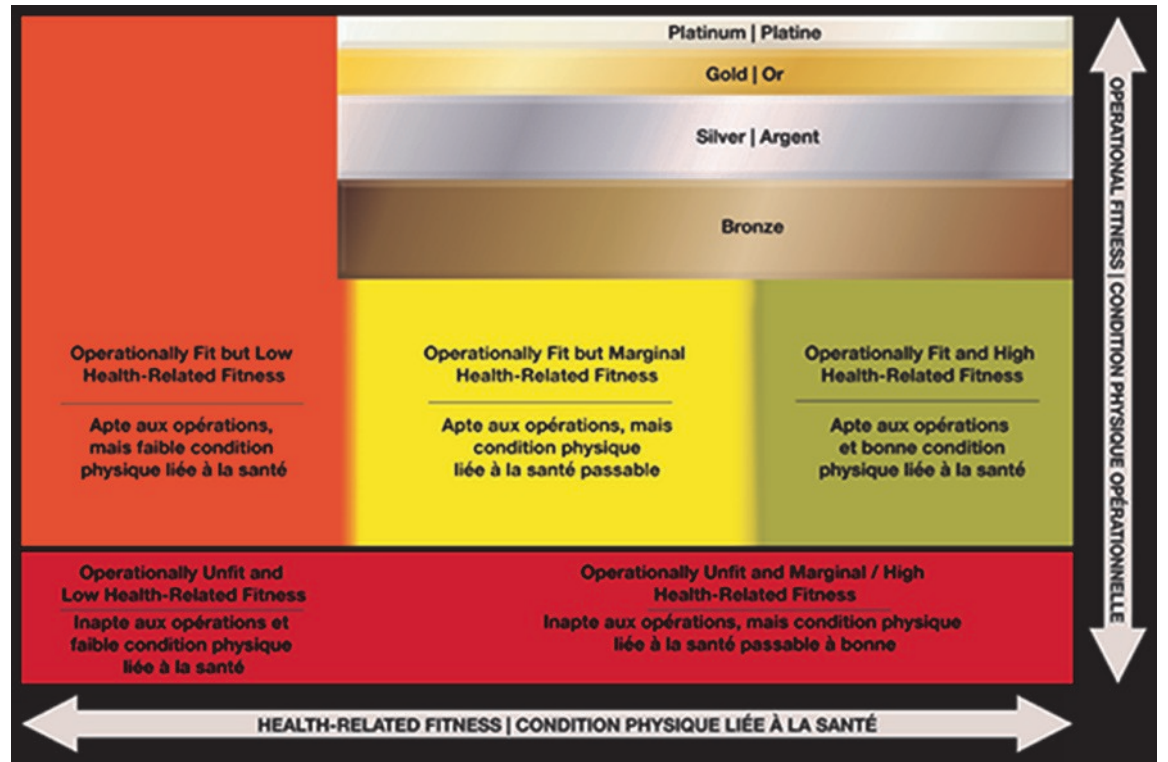 Platinum | Platine
Gold | Or
Silver | Argent
Bronze
Operationally Fit but Low
Health-Related Fitness
Apte aux opérations,
mais faible condition
physique liée à la santé
Operationally Fit but Marginal
Health-Related Fitness
Apte aux opérations, mais
condition physique
liée à la santé passable
Operationally Fit and High
Health-Related Fitness
Apte aux opérations
et bonne condition
physique liée à la santé
Operationally Unfit and
Low Health-Related Fitness
Inapte aux opérations et
faible condition physique
liée à la santé
Operationally Unfit and Marginal / High
Health-Related Fitness
Inapte aux opérations, mais condition physique
liée à la santé passable à bonne
OPERATIONAL FITNESS | CONDITION PHYSIQUE OPÉRATIONNELLE
HEALTH-RELATED FITNESS | CONDITION PHYSIQUE LIÉE À LA SANTÉ